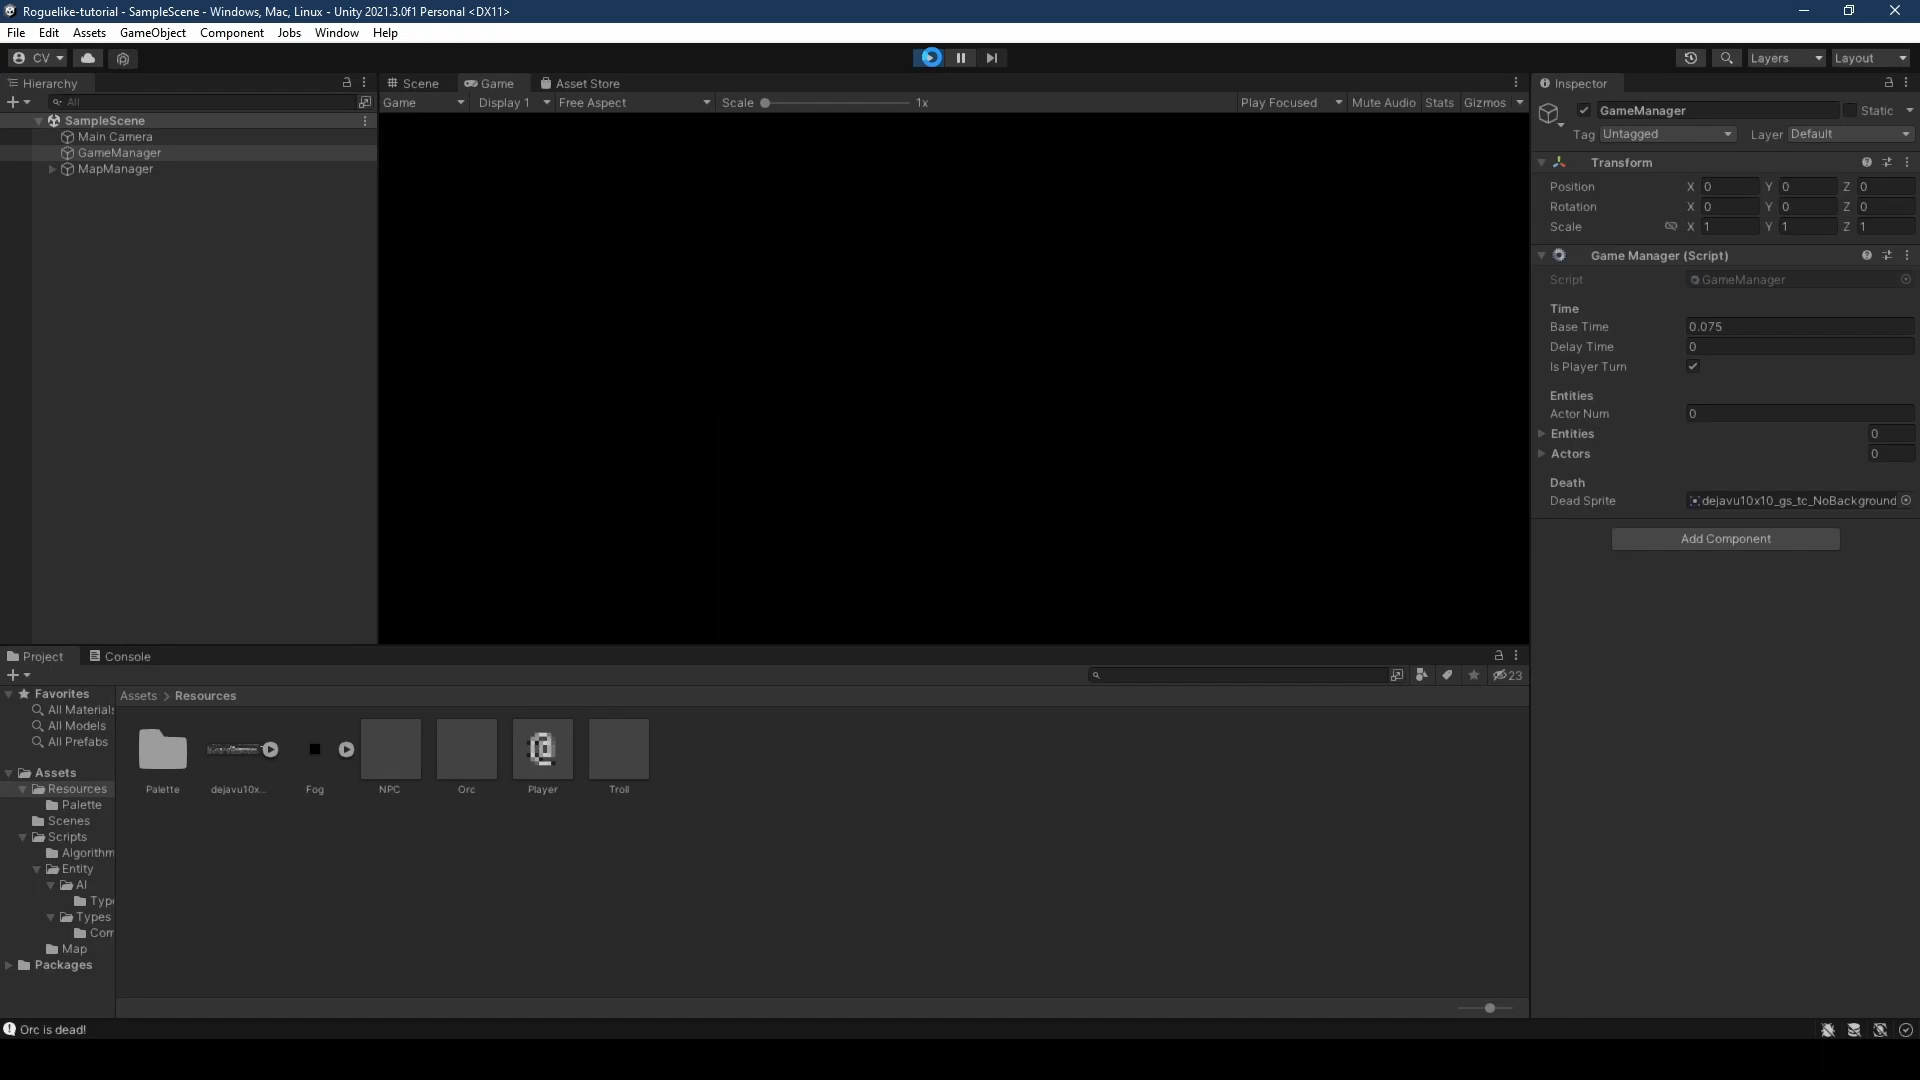 Roguelike-tutorial - SampleScene - Windows, Mac, Linux - Unity 2021.3.0f1 Personal <DX11>
File Edit Assets GameObject Component Jobs Window Help
CV Layers Layout
Hierarchy
All
SampleScene
Main Camera
GameManager
MapManager
Scene Game Asset Store
Game Display 1 Free Aspect Scale 1x Play Focused Mute Audio Stats Gizmos
Inspector
GameManager Static
Tag Untagged Layer Default
Transform
Position X 0 Y 0 Z 0
Rotation X 0 Y 0 Z 0
Scale X 1 Y 1 Z 1
Game Manager (Script)
Script GameManager
Time
Base Time 0.075
Delay Time 0
Is Player Turn
Entities
Actor Num 0
Entities 0
Actors 0
Death
Dead Sprite dejavu10x10_gs_tc_NoBackground
Add Component
Project Console
23
Favorites
All Materials
All Models
All Prefabs
Assets
Resources
Palette
Scenes
Scripts
Algorithm
Entity
AI
Type
Types
Com
Map
Packages
Assets > Resources
Palette dejavu10x... Fog NPC Orc Player Troll
Orc is dead!